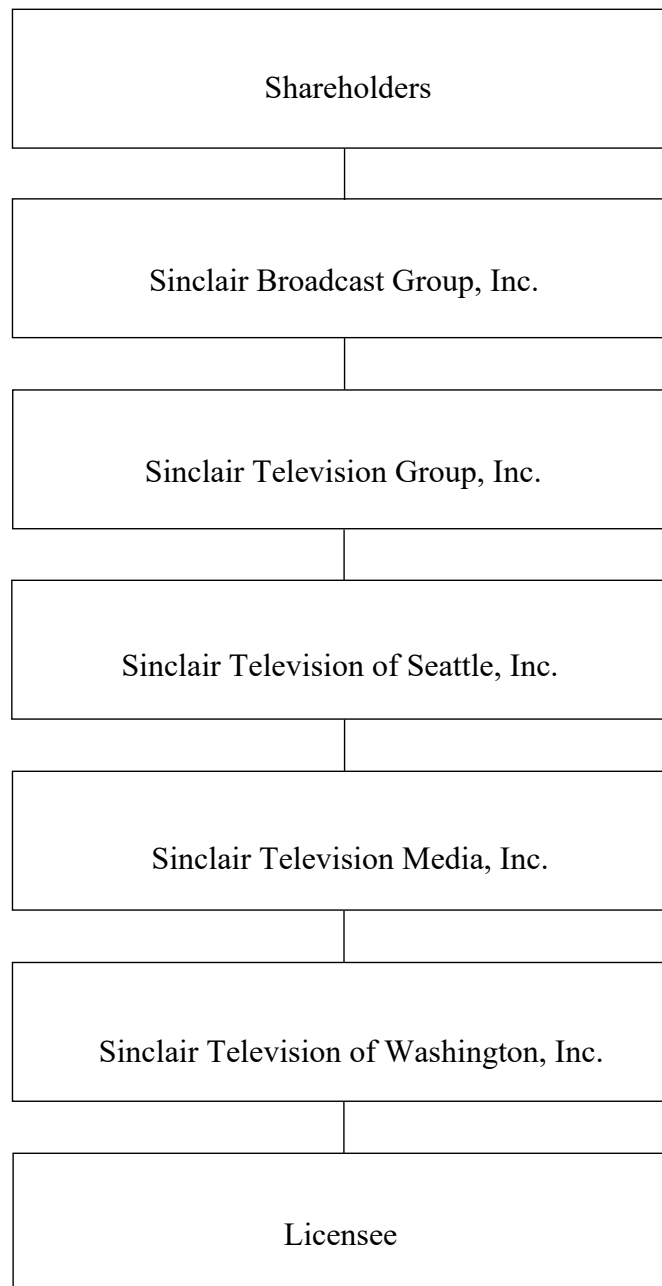 Shareholders
Sinclair Broadcast Group, Inc.
Sinclair Television Group, Inc.
Sinclair Television of Seattle, Inc.
Sinclair Television Media, Inc.
Sinclair Television of Washington, Inc.
Licensee